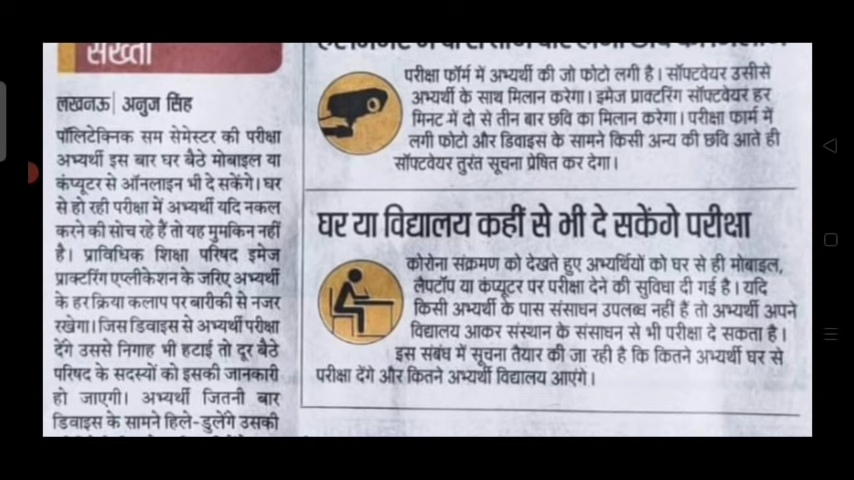 सख्ती
लखनऊ| अनुज सिंह
पॉलिटेक्निक सम सेमेस्टर की परीक्षा
अभ्यर्थी इस बार घर बैठे मोबाइल या
कंप्यूटर से ऑनलाइन भी दे सकेंगे। घर
से हो रही परीक्षा में अभ्यर्थी यदि नकल
करने की सोच रहे हैं तो यह मुमकिन नहीं
है। प्राविधिक शिक्षा परिषद इमेज
प्राक्टरिंग एप्लीकेशन के जरिए अभ्यर्थी
के हर क्रिया कलाप पर बारीकी से नजर
रखेगा। जिस डिवाइस से अभ्यर्थी परीक्षा
देंगे उससे निगाह भी हटाई तो दूर बैठे
परिषद के सदस्यों को इसकी जानकारी
हो जाएगी। अभ्यर्थी जितनी बार
डिवाइस के सामने हिले-डुलेंगे उसकी
परीक्षा फॉर्म में अभ्यर्थी की जो फोटो लगी है। सॉफ्टवेयर उसीसे
अभ्यर्थी के साथ मिलान करेगा। इमेज प्राक्टरिंग सॉफ्टवेयर हर
मिनट में दो से तीन बार छवि का मिलान करेगा। परीक्षा फार्म में
लगी फोटो और डिवाइस के सामने किसी अन्य की छवि आते ही
सॉफ्टवेयर तुरंत सूचना प्रेषित कर देगा।
घर या विद्यालय कहीं से भी दे सकेंगे परीक्षा
कोरोना संक्रमण को देखते हुए अभ्यर्थियों को घर से ही मोबाइल,
लैपटॉप या कंप्यूटर पर परीक्षा देने की सुविधा दी गई है। यदि
किसी अभ्यर्थी के पास संसाधन उपलब्ध नहीं हैं तो अभ्यर्थी अपने
विद्यालय आकर संस्थान के संसाधन से भी परीक्षा दे सकता है।
इस संबंध में सूचना तैयार की जा रही है कि कितने अभ्यर्थी घर से
परीक्षा देंगे और कितने अभ्यर्थी विद्यालय आएंगे।